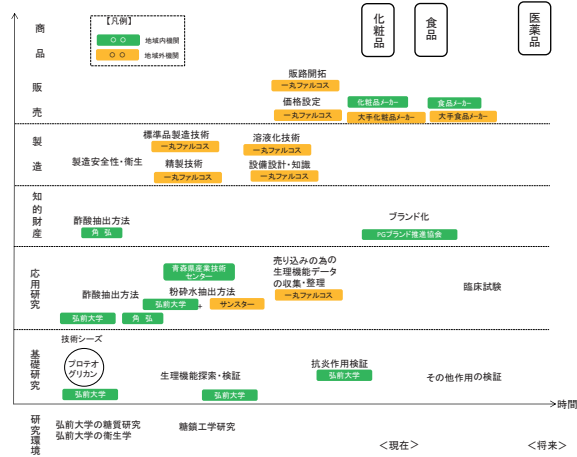 商品
【凡例】
○ ○ 地域内機関
○ ○ 地域外機関
化粧品
食品
医薬品
販売
販路開拓
一丸ファルコス
価格設定
一丸ファルコス
化粧品メーカー
大手化粧品メーカー
食品メーカー
大手食品メーカー
製造
標準品製造技術
一丸ファルコス
溶液化技術
一丸ファルコス
製造安全性・衛生
精製技術
一丸ファルコス
設備設計・知識
一丸ファルコス
知的財産
酢酸抽出方法
角 弘
ブランド化
PGブランド推進協会
応用研究
青森県産業技術
センター
売り込みの為の
生理機能データ
の収集・整理
一丸ファルコス
酢酸抽出方法
弘前大学
角 弘
粉砕水抽出方法
弘前大学
+
サンスター
臨床試験
基礎研究
技術シーズ
プロテオ
グリカン
弘前大学
生理機能探索・検証
弘前大学
抗炎作用検証
弘前大学
その他作用の検証
時間
研究環境
弘前大学の糖質研究
弘前大学の衛生学
糖鎖工学研究
＜現在＞
＜将来＞